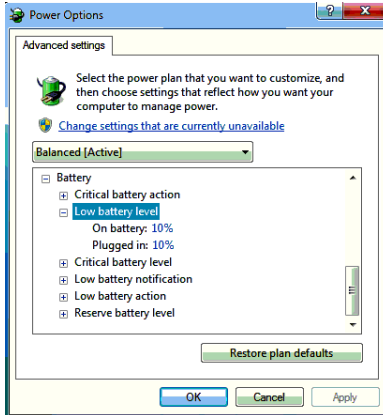 Power Options
Advanced settings
Select the power plan that you want to customize, and
then choose settings that reflect how you want your
computer to manage power.
Change settings that are currently unavailable
Balanced [Active]
Battery
Critical battery action
Low battery level
On battery: 10%
Plugged in: 10%
Critical battery level
Low battery notification
Low battery action
Reserve battery level
Restore plan defaults
OK Cancel Apply